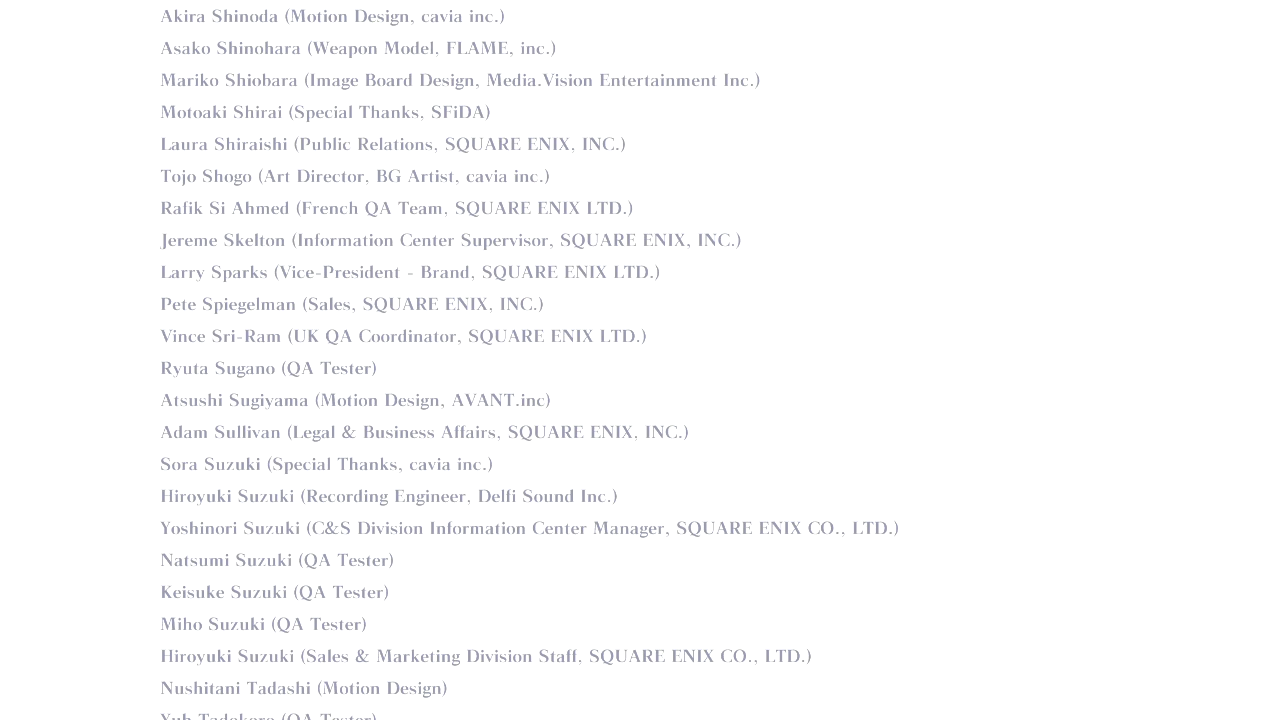 Akira Shinoda (Motion Design, cavia inc.)
Asako Shinohara (Weapon Model, FLAME, inc.)
Mariko Shiobara (Image Board Design, Media.Vision Entertainment Inc.)
Motoaki Shirai (Special Thanks, SFiDA)
Laura Shiraishi (Public Relations, SQUARE ENIX, INC.)
Tojo Shogo (Art Director, BG Artist, cavia inc.)
Rafik Si Ahmed (French QA Team, SQUARE ENIX LTD.)
Jereme Skelton (Information Center Supervisor, SQUARE ENIX, INC.)
Larry Sparks (Vice-President - Brand, SQUARE ENIX LTD.)
Pete Spiegelman (Sales, SQUARE ENIX, INC.)
Vince Sri-Ram (UK QA Coordinator, SQUARE ENIX LTD.)
Ryuta Sugano (QA Tester)
Atsushi Sugiyama (Motion Design, AVANT.inc)
Adam Sullivan (Legal & Business Affairs, SQUARE ENIX, INC.)
Sora Suzuki (Special Thanks, cavia inc.)
Hiroyuki Suzuki (Recording Engineer, Delfi Sound Inc.)
Yoshinori Suzuki (C&S Division Information Center Manager, SQUARE ENIX CO., LTD.)
Natsumi Suzuki (QA Tester)
Keisuke Suzuki (QA Tester)
Miho Suzuki (QA Tester)
Hiroyuki Suzuki (Sales & Marketing Division Staff, SQUARE ENIX CO., LTD.)
Nushitani Tadashi (Motion Design)
(QA Tester)